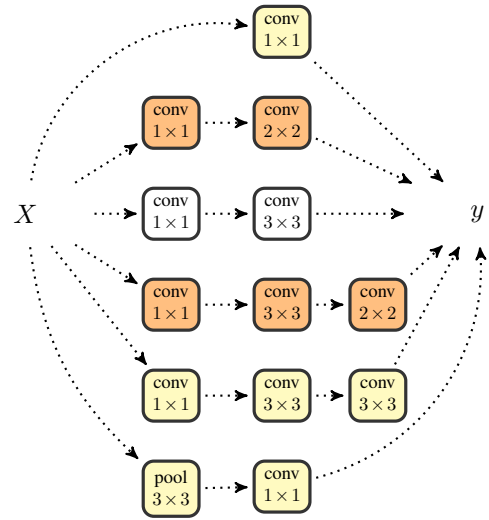 conv
1 × 1
conv
1 × 1
conv
2 × 2
X
conv
1 × 1
conv
3 × 3
y
conv
1 × 1
conv
3 × 3
conv
2 × 2
conv
1 × 1
conv
3 × 3
conv
3 × 3
pool
3 × 3
conv
1 × 1